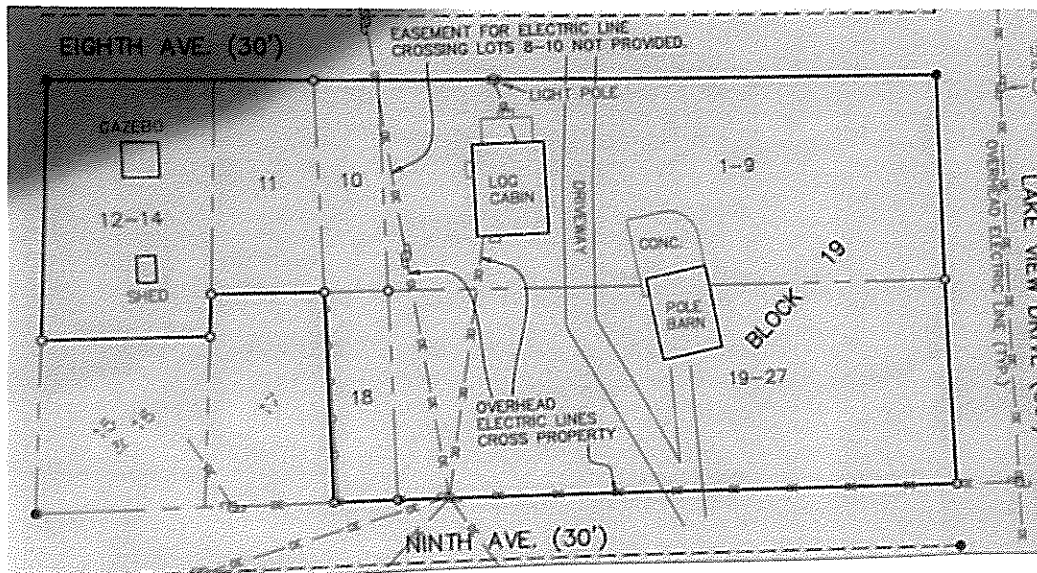 EIGHTH AVE. (30')
EASEMENT FOR ELECTRIC LINE
CROSSING LOTS 8-10 NOT PROVIDED.
LIGHT POLE
GAZEBO
11
10
LOG
CABIN
DRIVEWAY
1-9
12-14
SHED
CONC.
POLE
BARN
BLOCK 19
19-27
18
OVERHEAD
ELECTRIC LINES
CROSS PROPERTY
OVERHEAD ELECTRIC LINE (TYP.)
LAKE VIEW DRIVE
NINTH AVE. (30')